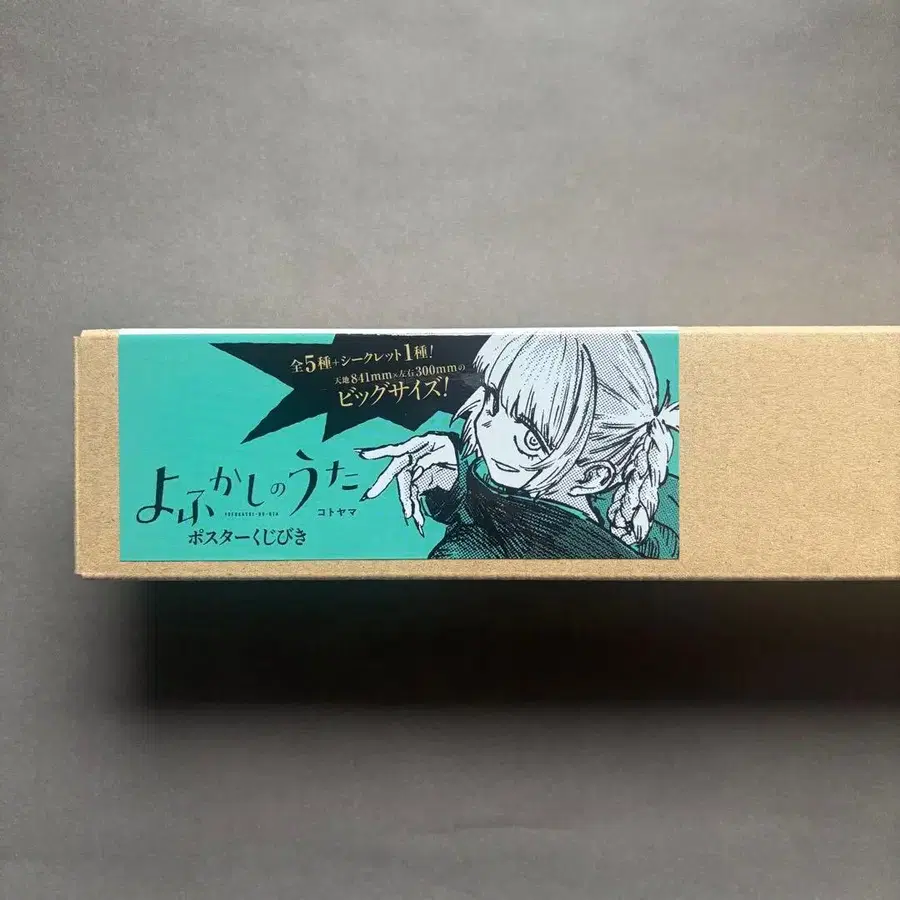 全5種+シークレット1種!
天地841mm×左右300mmの
ビッグサイズ!
よふかしのうた
YOFUKASHI-NO-UTA
コトヤマ
ポスターくじびき